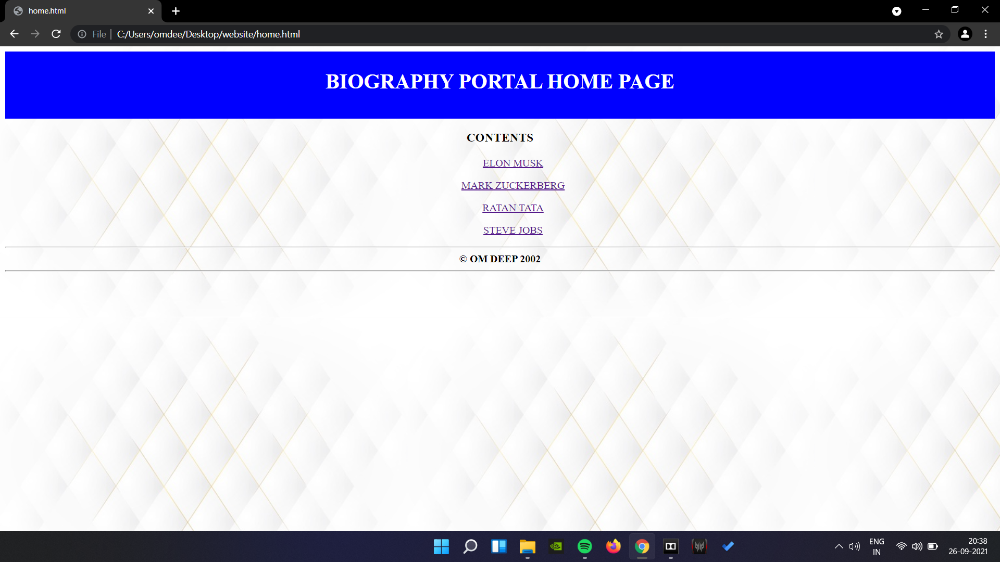 home.html
File
C:/Users/omdee/Desktop/website/home.html
BIOGRAPHY PORTAL HOME PAGE
CONTENTS
ELON MUSK
MARK ZUCKERBERG
RATAN TATA
STEVE JOBS
© OM DEEP 2002
ENG
IN
20:38
26-09-2021